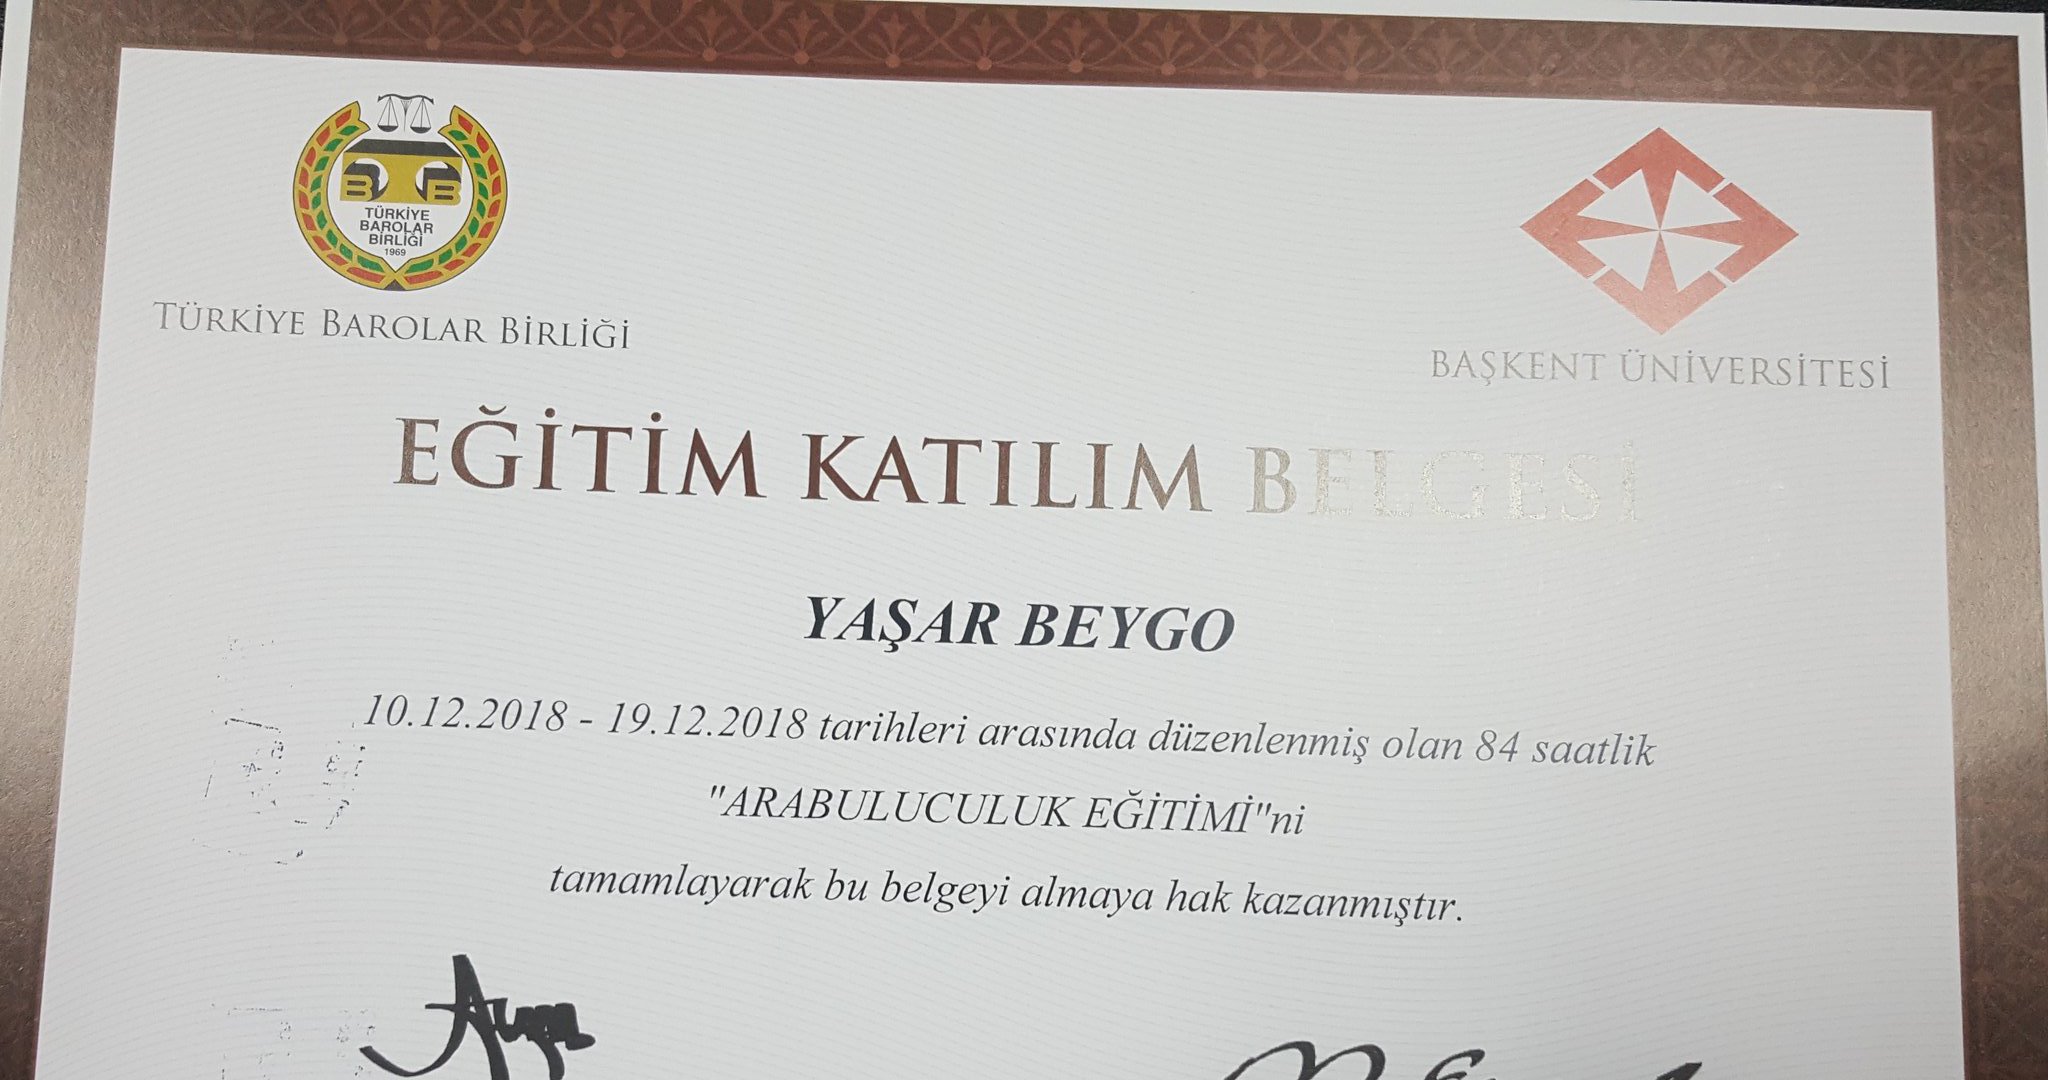 B B
TÜRKİYE
BAROLAR
BİRLİĞİ
1969
TÜRKİYE BAROLAR BİRLİĞİ
BAŞKENT ÜNİVERSİTESİ
EĞİTİM KATILIM BELGESİ
YAŞAR BEYGO
10.12.2018 - 19.12.2018 tarihleri arasında düzenlenmiş olan 84 saatlik
"ARABULUCULUK EĞİTİMİ"ni
tamamlayarak bu belgeyi almaya hak kazanmıştır.